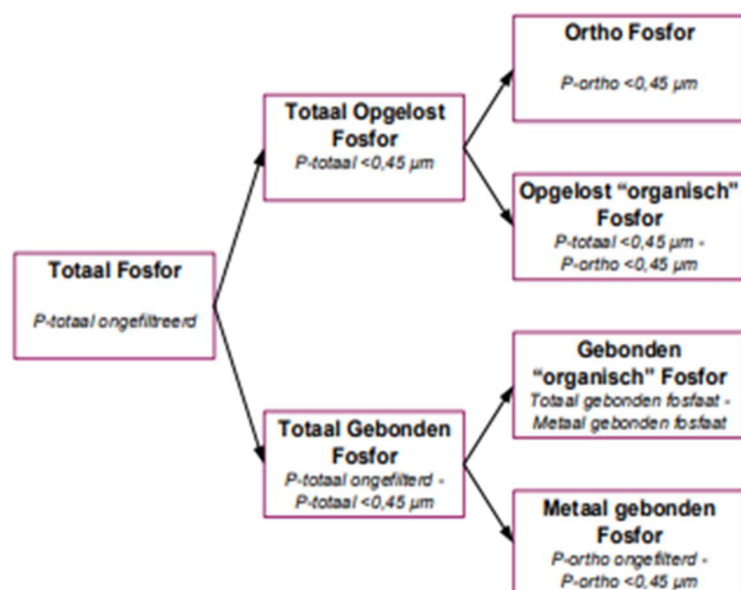 Ortho Fosfor
P-ortho <0,45 µm
Totaal Opgelost
Fosfor
P-totaal <0,45 µm
Opgelost “organisch”
Fosfor
P-totaal <0,45 µm -
P-ortho <0,45 µm
Totaal Fosfor
P-totaal ongefiltreerd
Gebonden
“organisch” Fosfor
Totaal gebonden fosfaat -
Metaal gebonden fosfaat
Totaal Gebonden
Fosfor
P-totaal ongefilterd -
P-totaal <0,45 µm
Metaal gebonden
Fosfor
P-ortho ongefilterd -
P-ortho <0,45 µm